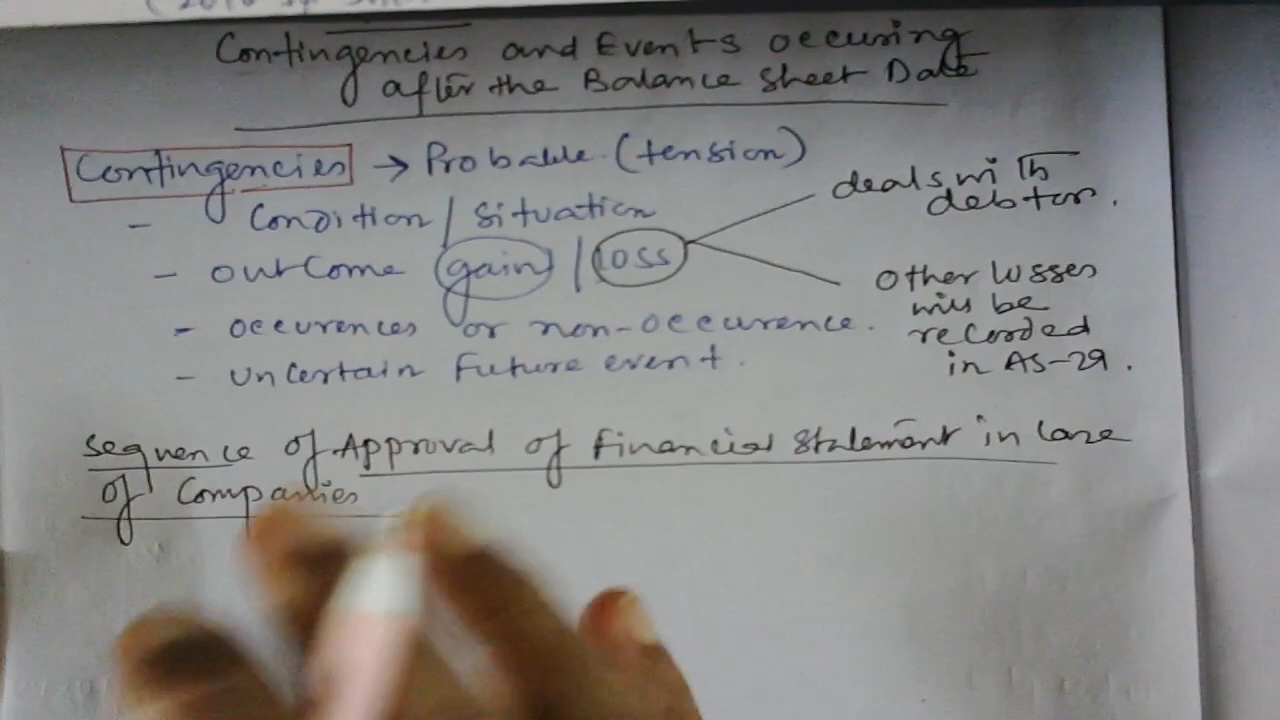 Contingencies and Events occuring
after the Balance Sheet Date
Contingencies → Probable (tension)
- Condition / Situation
deals with
debtor.
- outcome gain / loss
other losses
will be
recorded
in AS-29.
- occurences or non-occurence.
- uncertain future event.
Sequence of Approval of Financial Statement in Case
of Companies